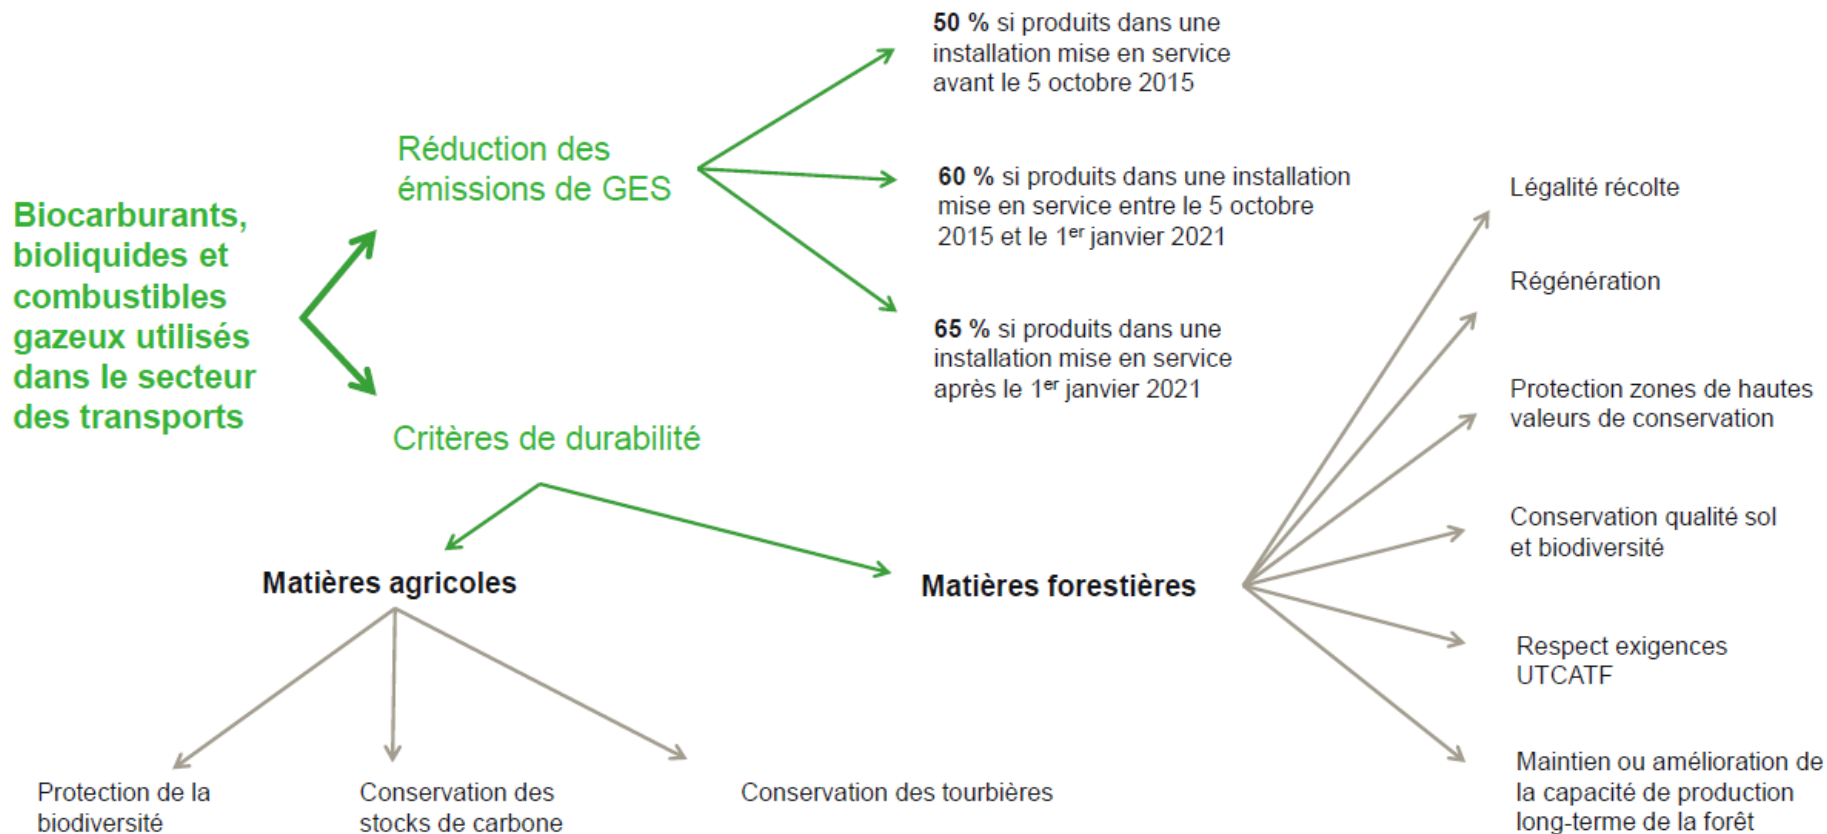 Biocarburants,
bioliquides et
combustibles
gazeux utilisés
dans le secteur
des transports
Réduction des
émissions de GES
50 % si produits dans une
installation mise en service
avant le 5 octobre 2015
60 % si produits dans une installation
mise en service entre le 5 octobre
2015 et le 1er janvier 2021
65 % si produits dans une
installation mise en service
après le 1er janvier 2021
Critères de durabilité
Matières agricoles
Protection de la
biodiversité
Conservation des
stocks de carbone
Conservation des tourbières
Matières forestières
Légalité récolte
Régénération
Protection zones de hautes
valeurs de conservation
Conservation qualité sol
et biodiversité
Respect exigences
UTCATF
Maintien ou amélioration de
la capacité de production
long-terme de la forêt